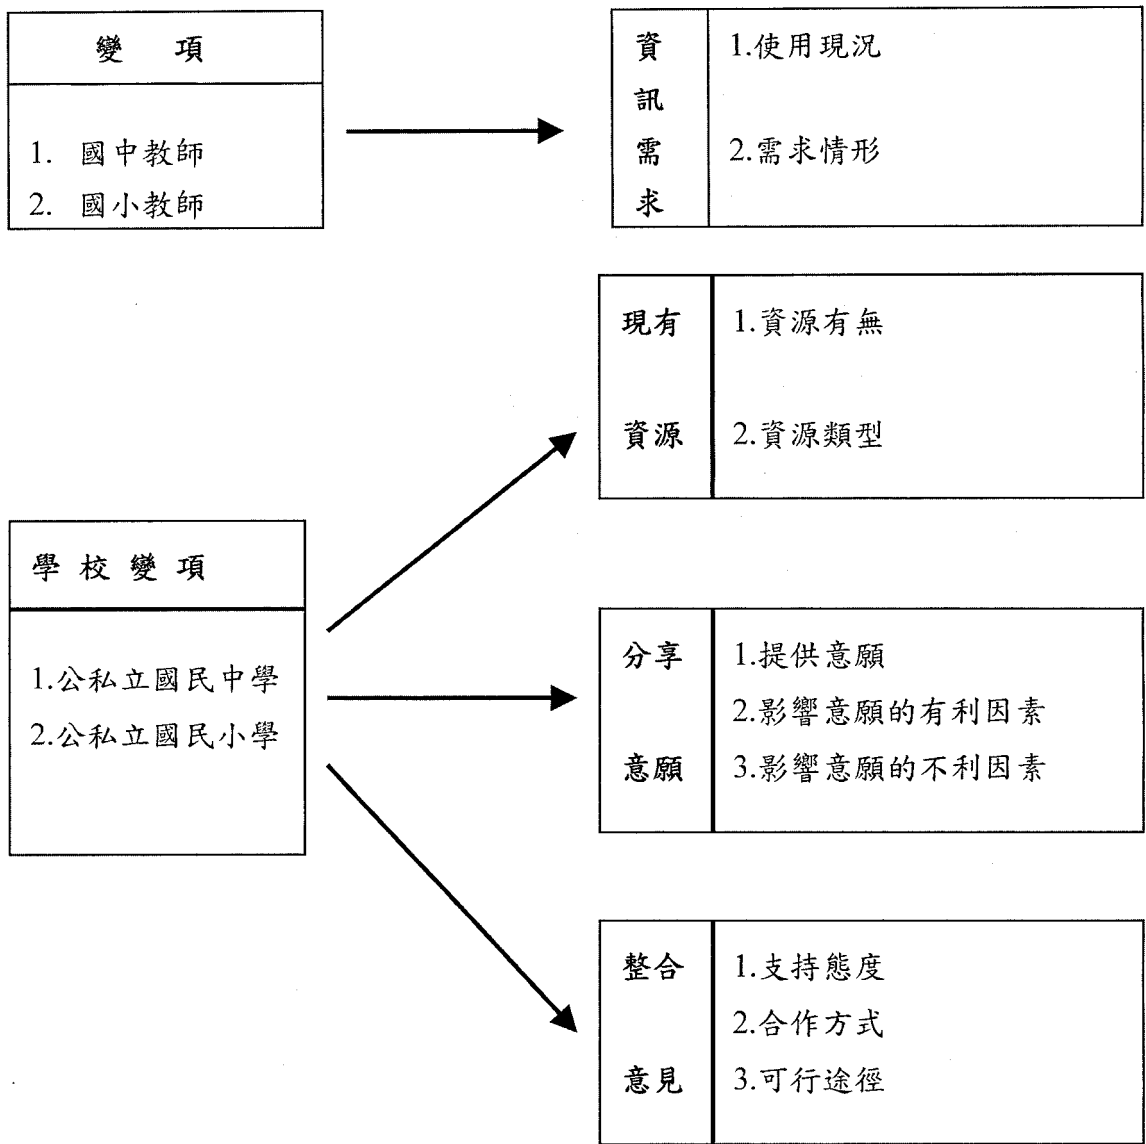 變 項
1. 國中教師
2. 國小教師
資
訊
需
求
1.使用現況
2.需求情形
現有
資源
1.資源有無
2.資源類型
學校變項
1.公私立國民中學
2.公私立國民小學
分享
意願
1.提供意願
2.影響意願的有利因素
3.影響意願的不利因素
整合
意見
1.支持態度
2.合作方式
3.可行途徑